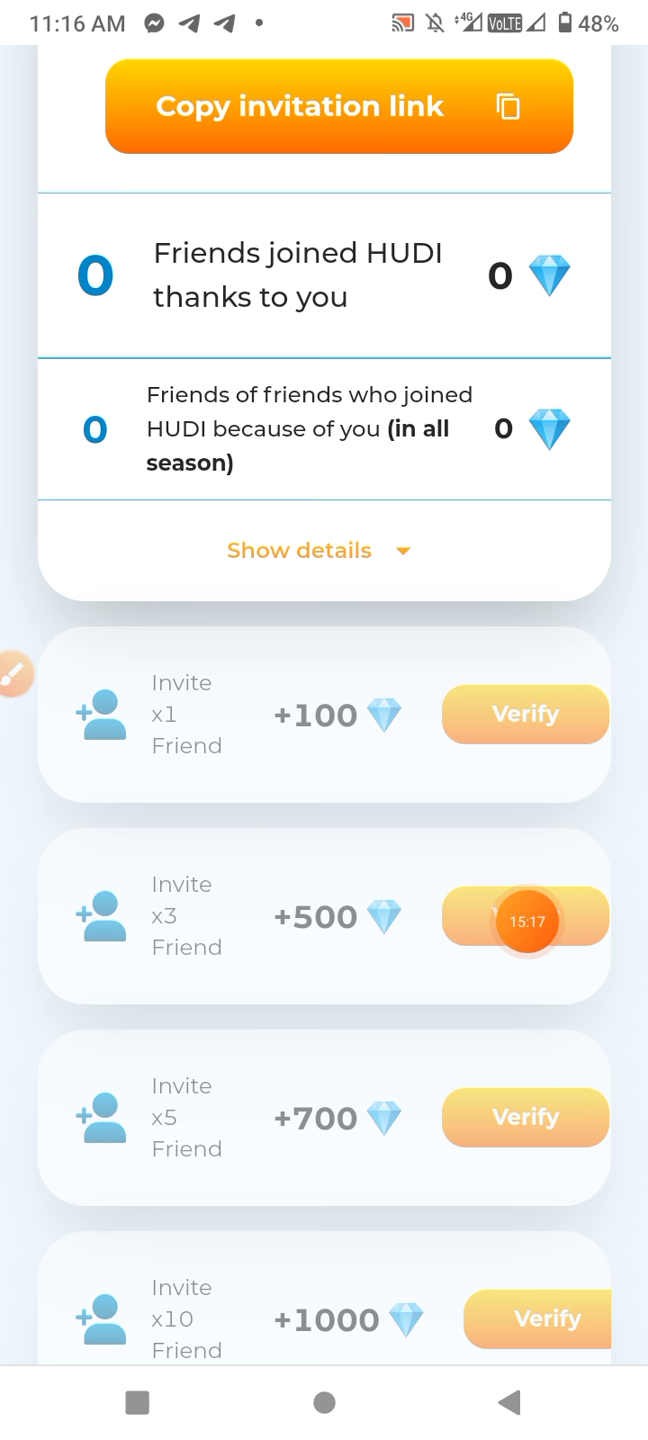 11:16 AM
4G VoLTE 48%
Copy invitation link
0 Friends joined HUDI 0
thanks to you
Friends of friends who joined
0 HUDI because of you (in all 0
season)
Show details
Invite
x1 +100 Verify
Friend
Invite
x3 +500 15:17
Friend
Invite
x5 +700 Verify
Friend
Invite
x10 +1000 Verify
Friend